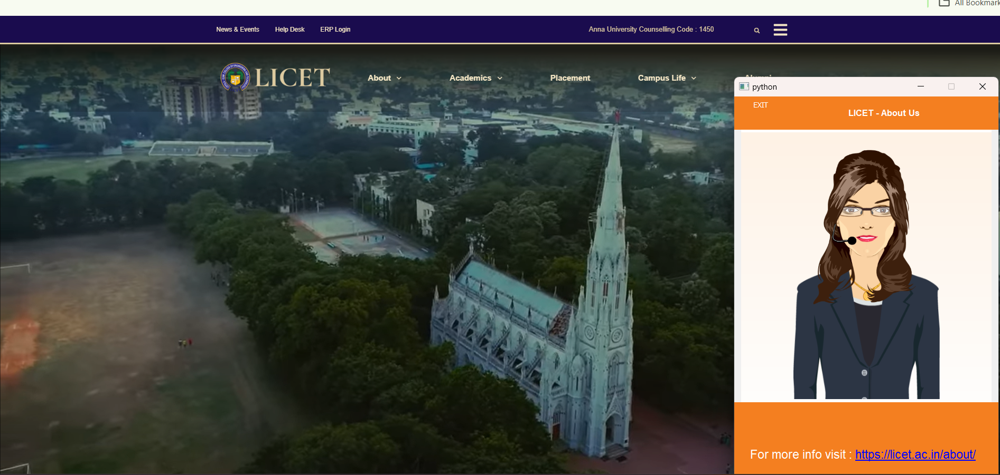 All Bookmark
News & Events Help Desk ERP Login Anna University Counselling Code : 1450
LICET About Academics Placement Campus Life Alumni
python
EXIT
LICET - About Us
For more info visit : https://licet.ac.in/about/